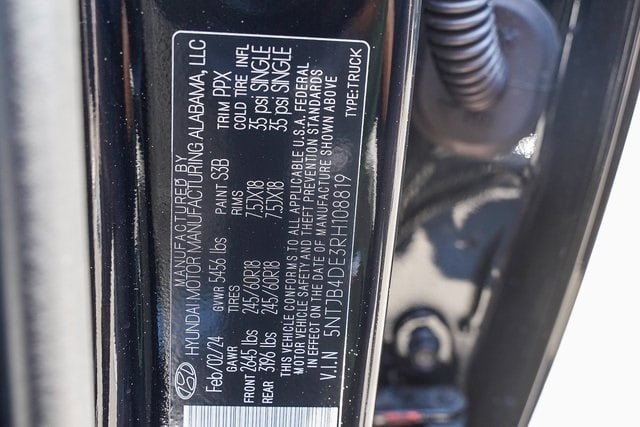 MANUFACTURED BY
HYUNDAI MOTOR MANUFACTURING ALABAMA, LLC
Feb/02/24 GVWR 5456 lbs PAINT S3B TRIM PPX
GAWR TIRES RIMS COLD TIRE INFL
FRONT 2645 lbs 245/60R18 7.5JX18 35 psi SINGLE
REAR 3196 lbs 245/60R18 7.5JX18 35 psi SINGLE
THIS VEHICLE CONFORMS TO ALL APPLICABLE U.S.A. FEDERAL
MOTOR VEHICLE SAFETY AND THEFT PREVENTION STANDARDS
IN EFFECT ON THE DATE OF MANUFACTURE SHOWN ABOVE
V.I.N 5NTJB4DE3RH108819 TYPE:TRUCK